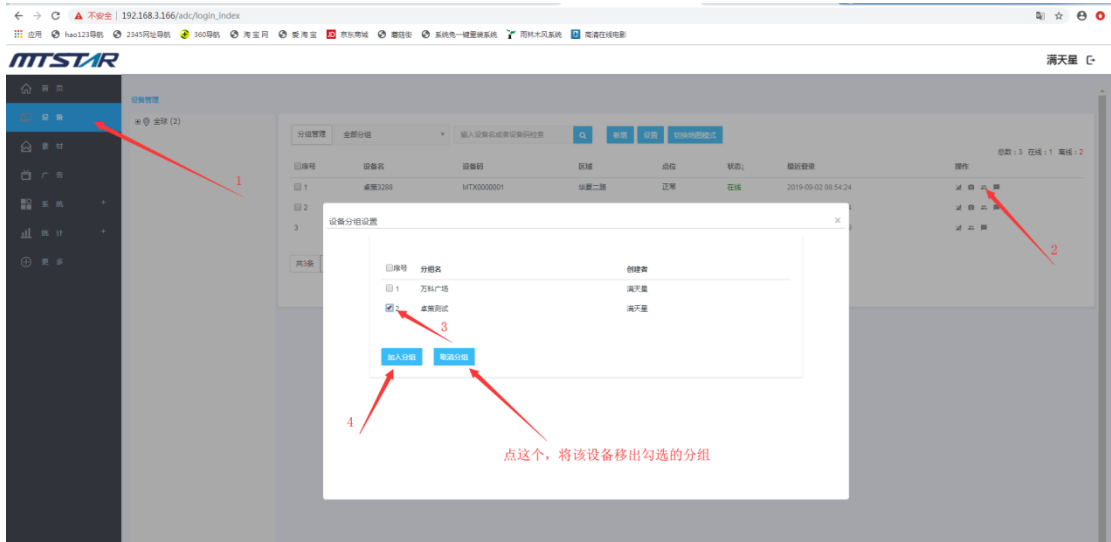 不安全 | 192.168.3.166/adc/login_index
应用 hao123导航 2345网址导航 360导航 淘宝网 爱淘宝 京东商城 蘑菇街 系统免一键重装系统 雨林木风系统 高清在线电影
MTSTAR
满天星
首页
设备
素材
广告
系统 +
统计 +
更多
设备管理
全球 (2)
分组管理 全部分组 输入设备名或者设备码检索 新增 设置 切换地图模式
总数：3 在线：1 离线：2
序号 设备名 设备码 区域 点位 状态↓ 最近登录 操作
1 卓策3288 MTX0000001 华夏二路 正常 在线 2019-09-02 08:54:24
2
3
共3条
设备分组设置 ×
序号 分组名 创建者
1 万科广场 满天星
2 卓策测试 满天星
加入分组 取消分组
1
2
3
4
点这个，将该设备移出勾选的分组